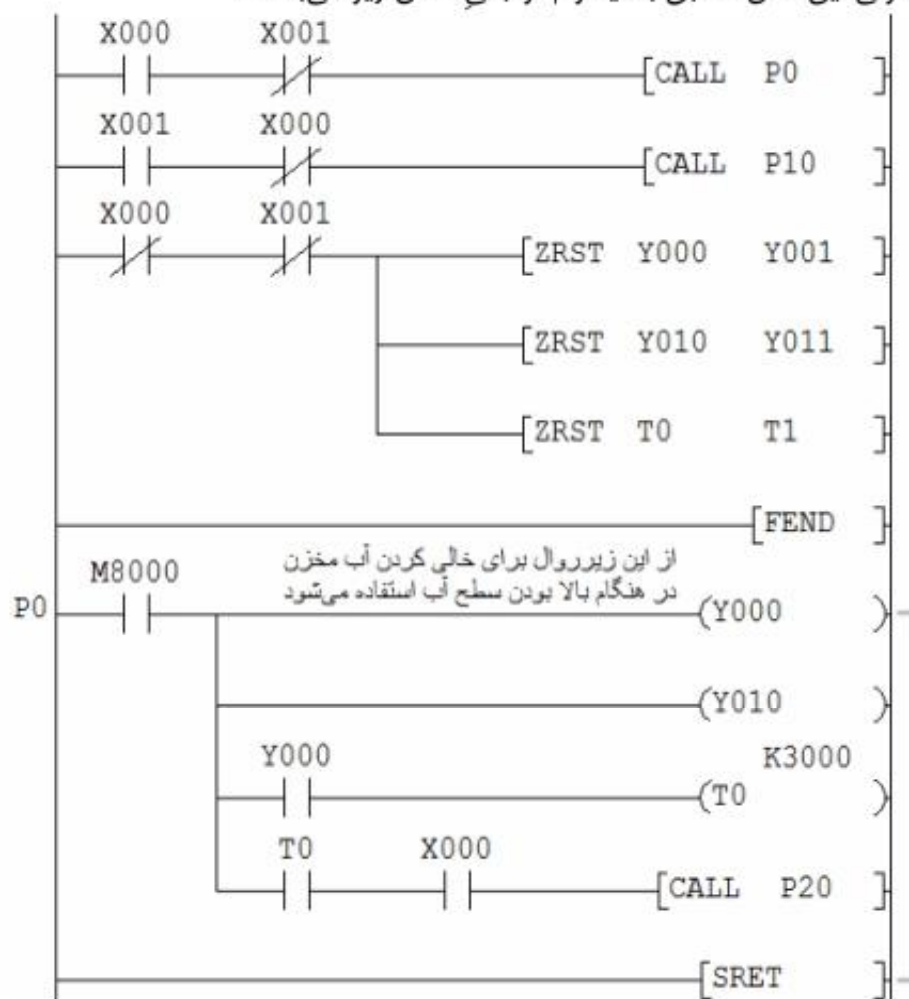 X000 X001
[CALL P0 ]
X001 X000
[CALL P10 ]
X000 X001
[ZRST Y000 Y001 ]
[ZRST Y010 Y011 ]
[ZRST T0 T1 ]
[FEND ]
از این زیرروال برای خالی کردن آب مخزن
در هنگام بالا بودن سطح آب استفاده می‌شود
M8000
P0 (Y000 )
(Y010 )
Y000 K3000
(T0 )
T0 X000
[CALL P20 ]
[SRET ]